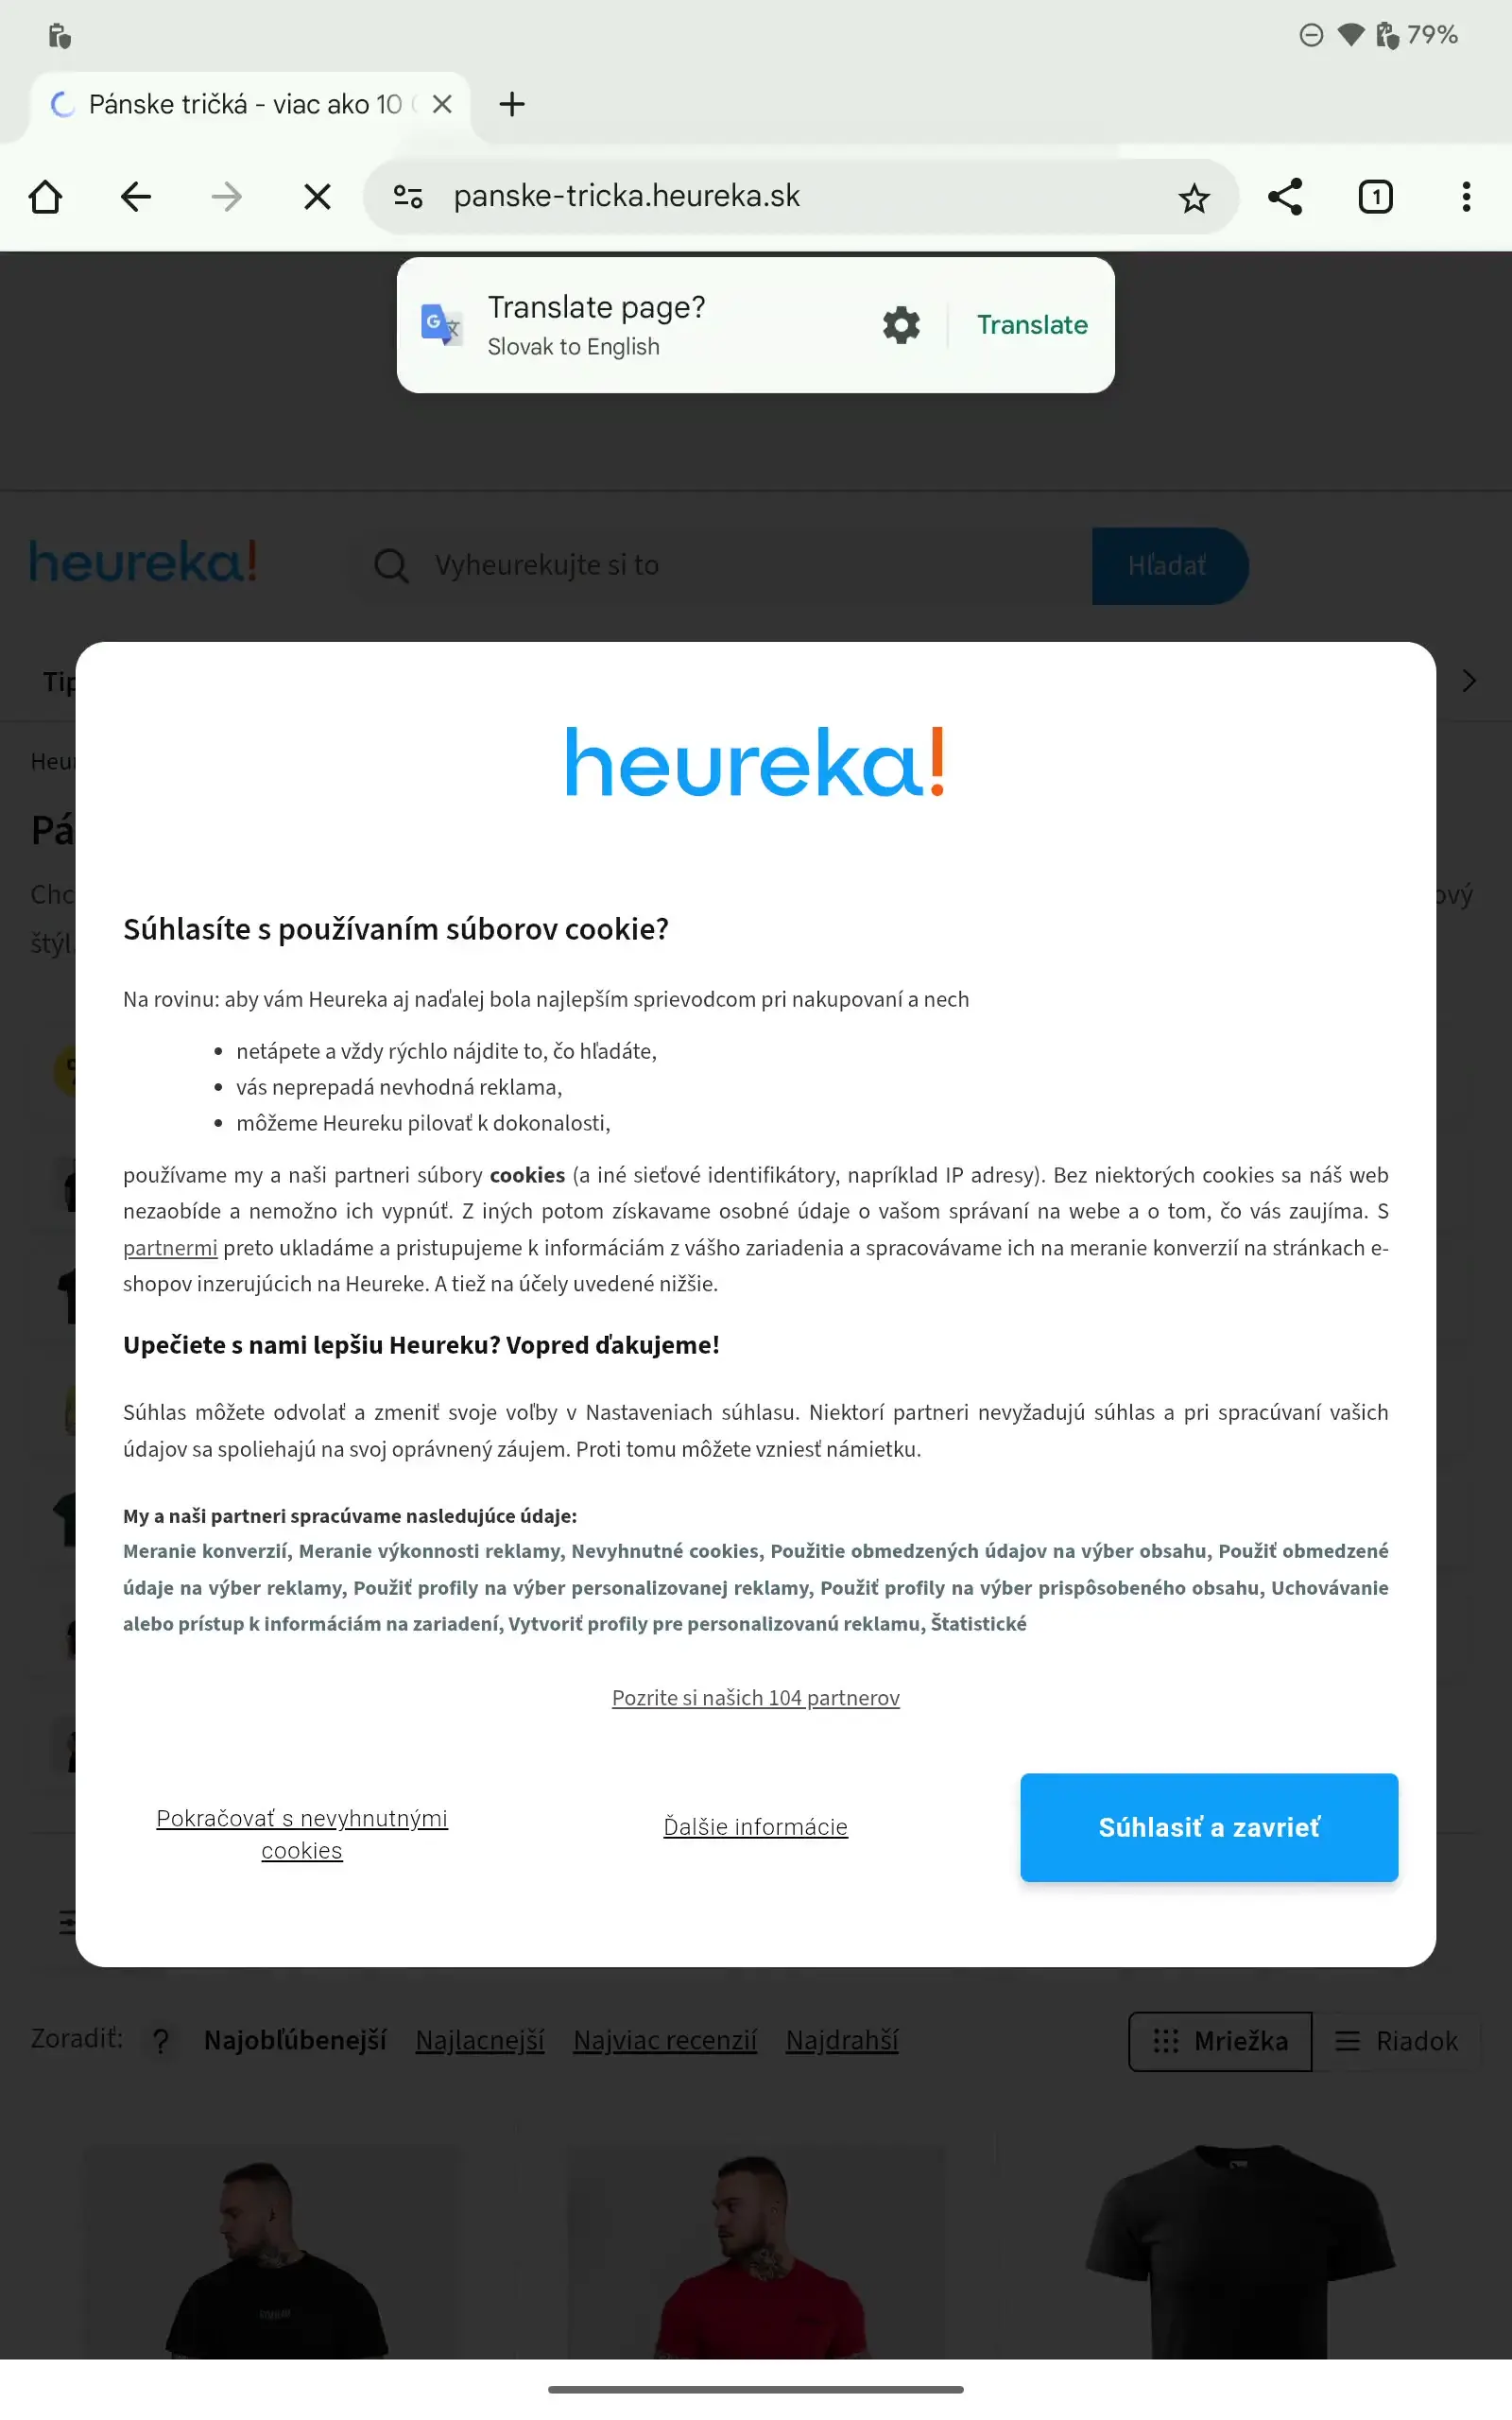 79%
Pánske tričká - viac ako 10
panske-tricka.heureka.sk
1
Translate page?
Slovak to English
Translate
heureka!
Vyheurekujte si to
Hľadať
Tip
Heur
heureka!
Pá
Chc
ový
štýl
Súhlasíte s používaním súborov cookie?
Na rovinu: aby vám Heureka aj naďalej bola najlepším sprievodcom pri nakupovaní a nech
• netápete a vždy rýchlo nájdite to, čo hľadáte,
• vás neprepadá nevhodná reklama,
• môžeme Heureku pilovať k dokonalosti,
používame my a naši partneri súbory cookies (a iné sieťové identifikátory, napríklad IP adresy). Bez niektorých cookies sa náš web
nezaobíde a nemožno ich vypnúť. Z iných potom získavame osobné údaje o vašom správaní na webe a o tom, čo vás zaujíma. S
partnermi preto ukladáme a pristupujeme k informáciám z vášho zariadenia a spracovávame ich na meranie konverzií na stránkach e-
shopov inzerujúcich na Heureke. A tiež na účely uvedené nižšie.
Upečiete s nami lepšiu Heureku? Vopred ďakujeme!
Súhlas môžete odvolať a zmeniť svoje voľby v Nastaveniach súhlasu. Niektorí partneri nevyžadujú súhlas a pri spracúvaní vašich
údajov sa spoliehajú na svoj oprávnený záujem. Proti tomu môžete vzniesť námietku.
My a naši partneri spracúvame nasledujúce údaje:
Meranie konverzií, Meranie výkonnosti reklamy, Nevyhnutné cookies, Použitie obmedzených údajov na výber obsahu, Použiť obmedzené
údaje na výber reklamy, Použiť profily na výber personalizovanej reklamy, Použiť profily na výber prispôsobeného obsahu, Uchovávanie
alebo prístup k informáciám na zariadení, Vytvoriť profily pre personalizovanú reklamu, Štatistické
Pozrite si našich 104 partnerov
Pokračovať s nevyhnutnými
cookies
Ďalšie informácie
Súhlasiť a zavrieť
Zoradiť: ? Najobľúbenejší Najlacnejší Najviac recenzií Najdrahší
Mriežka
Riadok